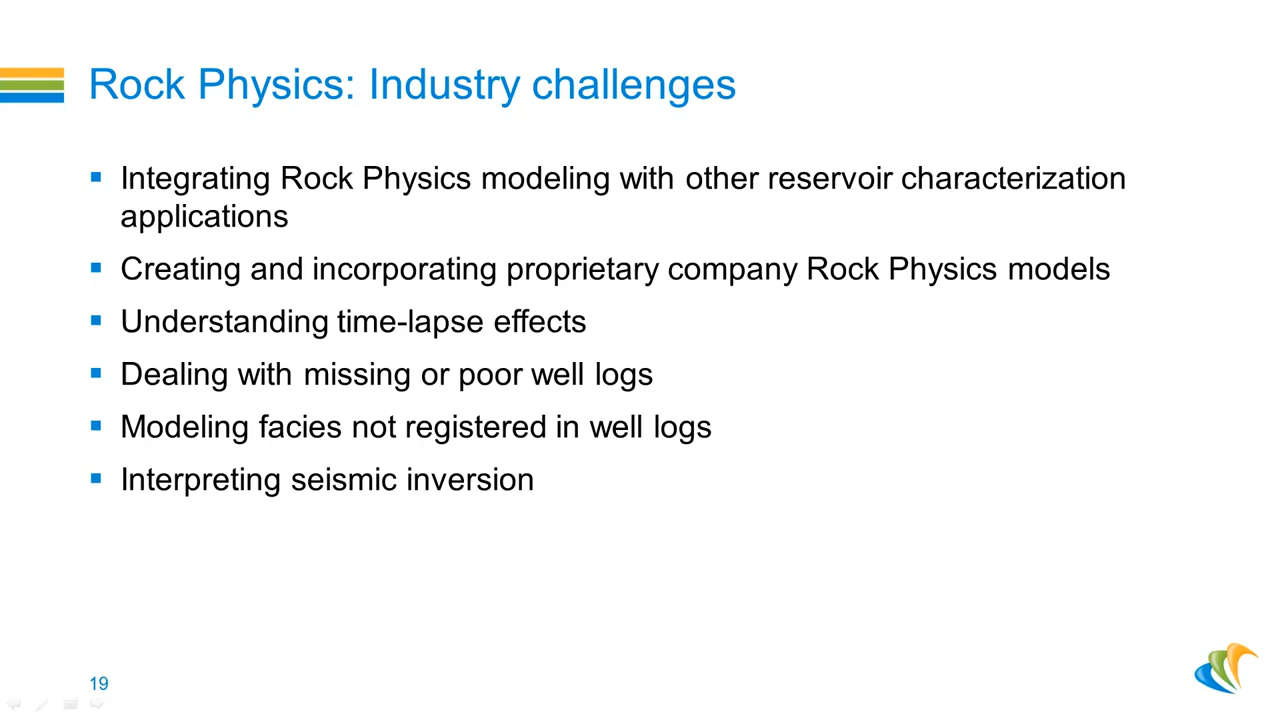 Rock Physics: Industry challenges
Integrating Rock Physics modeling with other reservoir characterization
applications
Creating and incorporating proprietary company Rock Physics models
Understanding time-lapse effects
Dealing with missing or poor well logs
Modeling facies not registered in well logs
Interpreting seismic inversion
19